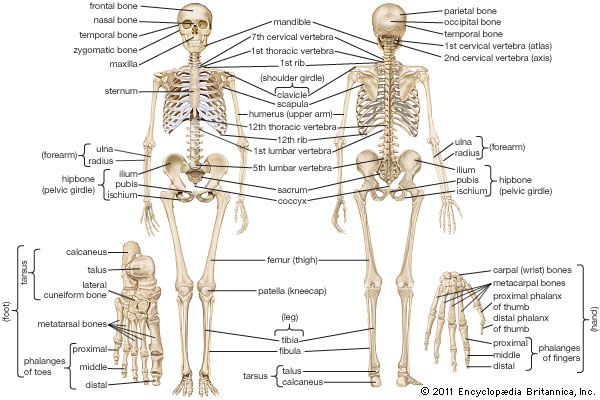 frontal bone
nasal bone
temporal bone
zygomatic bone
maxilla
sternum
mandible
7th cervical vertebra
1st thoracic vertebra
1st rib
(shoulder girdle)
clavicle
scapula
humerus (upper arm)
12th thoracic vertebra
12th rib
1st lumbar vertebra
5th lumbar vertebra
sacrum
coccyx
parietal bone
occipital bone
temporal bone
1st cervical vertebra (atlas)
2nd cervical vertebra (axis)
(forearm)
ulna
radius
hipbone
(pelvic girdle)
ilium
pubis
ischium
ulna
radius
(forearm)
ilium
pubis
ischium
hipbone
(pelvic girdle)
(foot)
tarsus
calcaneus
talus
lateral
cuneiform bone
metatarsal bones
phalanges
of toes
proximal
middle
distal
femur (thigh)
patella (kneecap)
(leg)
tibia
fibula
tarsus
talus
calcaneus
carpal (wrist) bones
metacarpal bones
proximal phalanx
of thumb
distal phalanx
of thumb
proximal
middle
distal
phalanges
of fingers
(hand)
© 2011 Encyclopædia Britannica, Inc.